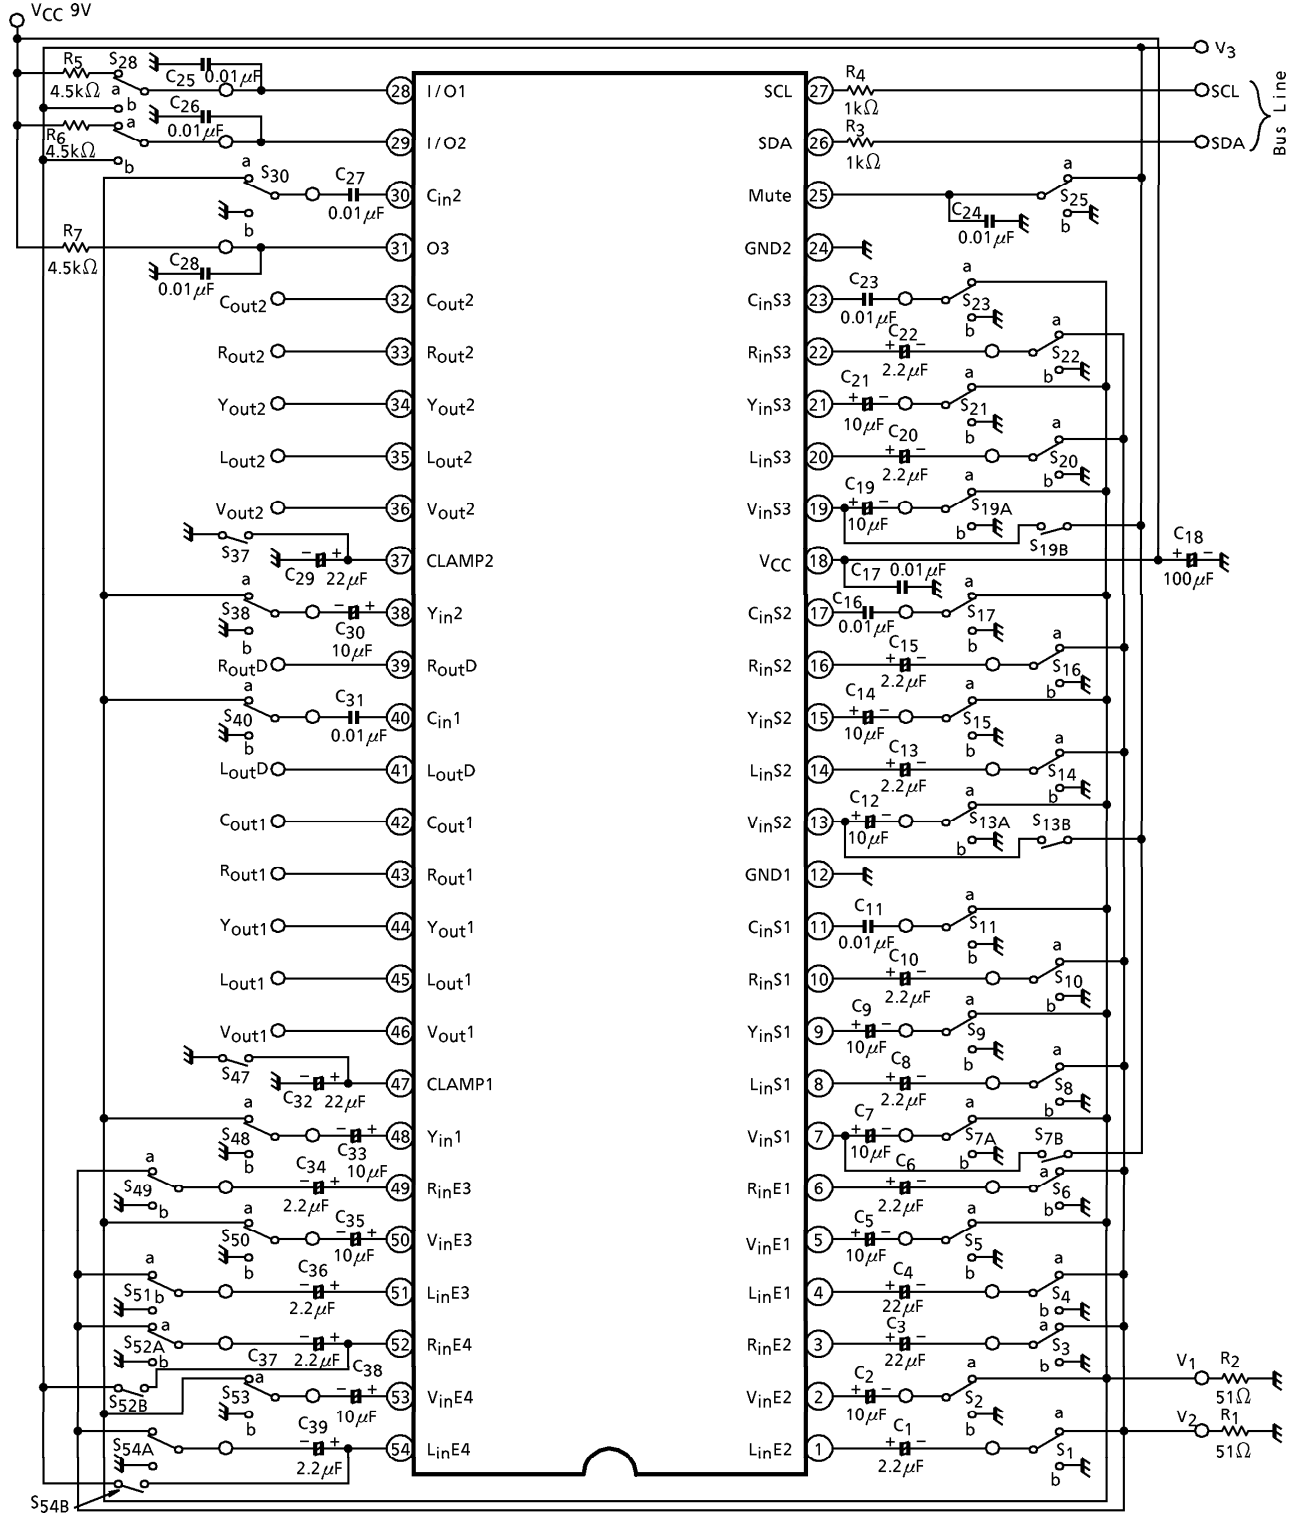 VCC 9V
V3
R5
4.5kΩ
S28
a
b
C25
0.01μF
28
I/O1
SCL
27
R4
1kΩ
SCL
R6
4.5kΩ
a
b
C26
0.01μF
29
I/O2
SDA
26
R3
1kΩ
SDA
Bus Line
a
S30
b
C27
0.01μF
30
Cin2
Mute
25
C24
0.01μF
a
S25
b
R7
4.5kΩ
C28
0.01μF
31
O3
GND2
24
Cout2
32
Cout2
CinS3
23
C23
0.01μF
a
S23
b
Rout2
33
Rout2
RinS3
22
C22
+ −
2.2μF
a
S22
b
Yout2
34
Yout2
YinS3
21
C21
+ −
10μF
a
S21
b
Lout2
35
Lout2
LinS3
20
C20
+ −
2.2μF
a
S20
b
Vout2
36
Vout2
VinS3
19
C19
+ −
10μF
a
S19A
b
S19B
S37
C29
− +
22μF
37
CLAMP2
VCC
18
C17
0.01μF
C18
+ −
100μF
a
S38
b
− +
C30
10μF
38
Yin2
CinS2
17
C16
0.01μF
a
S17
b
RoutD
39
RoutD
RinS2
16
C15
+ −
2.2μF
a
S16
b
a
S40
b
C31
0.01μF
40
Cin1
YinS2
15
C14
+ −
10μF
a
S15
b
LoutD
41
LoutD
LinS2
14
C13
+ −
2.2μF
a
S14
b
Cout1
42
Cout1
VinS2
13
C12
+ −
10μF
a
S13A
b
S13B
Rout1
43
Rout1
GND1
12
Yout1
44
Yout1
CinS1
11
C11
0.01μF
a
S11
b
Lout1
45
Lout1
RinS1
10
C10
+ −
2.2μF
a
S10
b
Vout1
46
Vout1
YinS1
9
C9
+ −
10μF
a
S9
b
S47
C32
− +
22μF
47
CLAMP1
LinS1
8
C8
+ −
2.2μF
a
S8
b
a
S48
b
− +
C33
10μF
48
Yin1
VinS1
7
C7
+ −
10μF
a
S7A
b
S7B
a
S49
b
C34
− +
2.2μF
49
RinE3
RinE1
6
C6
+ −
2.2μF
a
S6
b
a
S50
b
C35
− +
10μF
50
VinE3
VinE1
5
C5
+ −
10μF
a
S5
b
a
S51
b
C36
− +
2.2μF
51
LinE3
LinE1
4
C4
+ −
22μF
a
S4
b
a
S52A
b
S52B
C37
− +
2.2μF
52
RinE4
RinE2
3
C3
+ −
22μF
a
S3
b
a
S53
b
C38
− +
10μF
53
VinE4
VinE2
2
C2
+ −
10μF
a
S2
b
V1
R2
51Ω
S54A
C39
− +
2.2μF
54
LinE4
LinE2
1
C1
+ −
2.2μF
a
S1
b
V2
R1
51Ω
S54B